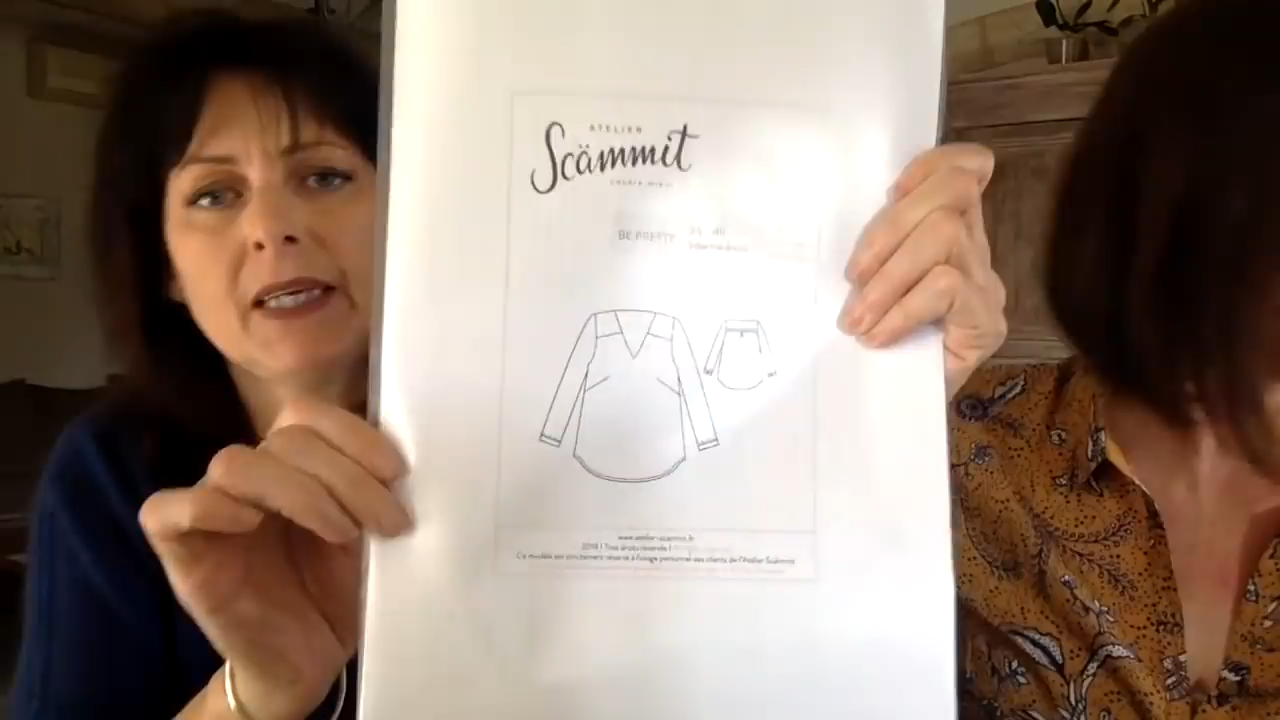 ATELIER
Scämmit
BE PRETTY
www.atelier-scammit.fr
2018 | Tous droits réservés |
Ce modèle est strictement réservé à l'usage personnel des clients de l'Atelier Scämmit